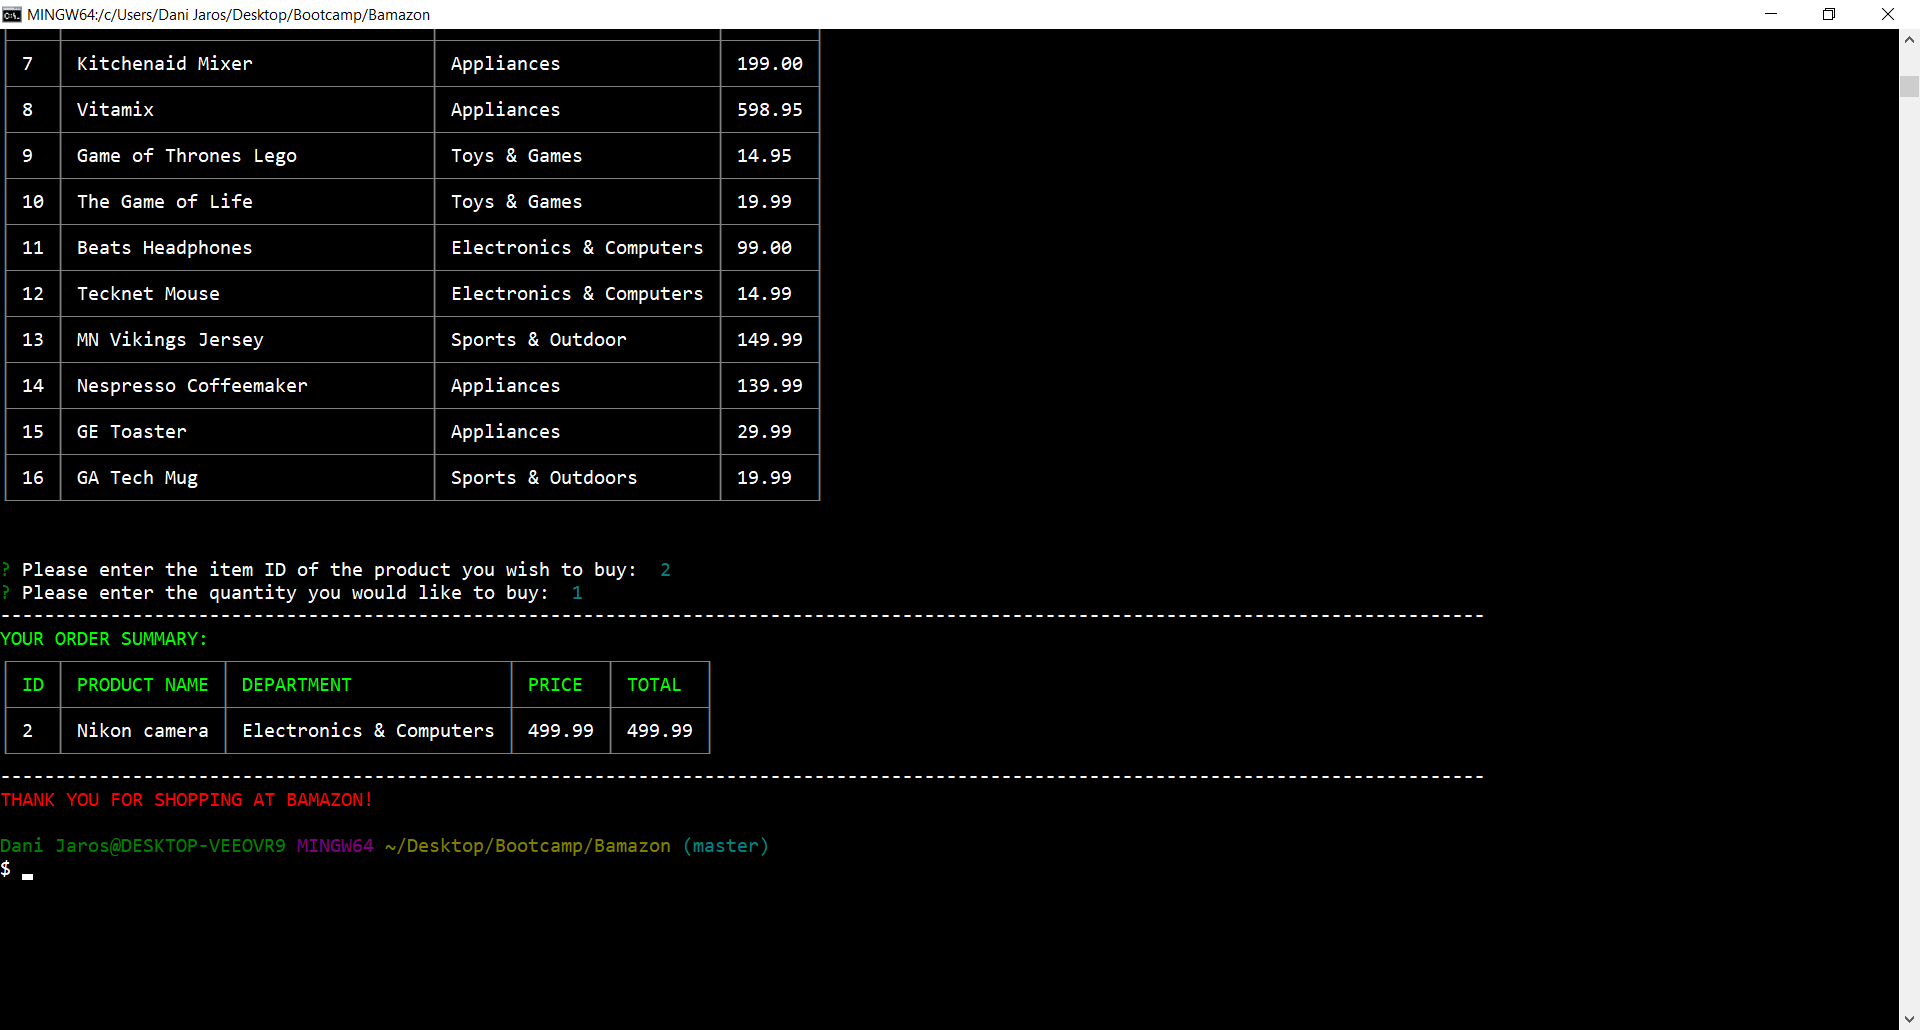 MINGW64:/c/Users/Dani Jaros/Desktop/Bootcamp/Bamazon
7 Kitchenaid Mixer Appliances 199.00
8 Vitamix Appliances 598.95
9 Game of Thrones Lego Toys & Games 14.95
10 The Game of Life Toys & Games 19.99
11 Beats Headphones Electronics & Computers 99.00
12 Tecknet Mouse Electronics & Computers 14.99
13 MN Vikings Jersey Sports & Outdoor 149.99
14 Nespresso Coffeemaker Appliances 139.99
15 GE Toaster Appliances 29.99
16 GA Tech Mug Sports & Outdoors 19.99
? Please enter the item ID of the product you wish to buy: 2
? Please enter the quantity you would like to buy: 1
---------------------------------------------------------------------------------------------------------------------------------------
YOUR ORDER SUMMARY:
ID PRODUCT NAME DEPARTMENT PRICE TOTAL
2 Nikon camera Electronics & Computers 499.99 499.99
---------------------------------------------------------------------------------------------------------------------------------------
THANK YOU FOR SHOPPING AT BAMAZON!
Dani Jaros@DESKTOP-VEEOVR9 MINGW64 ~/Desktop/Bootcamp/Bamazon (master)
$